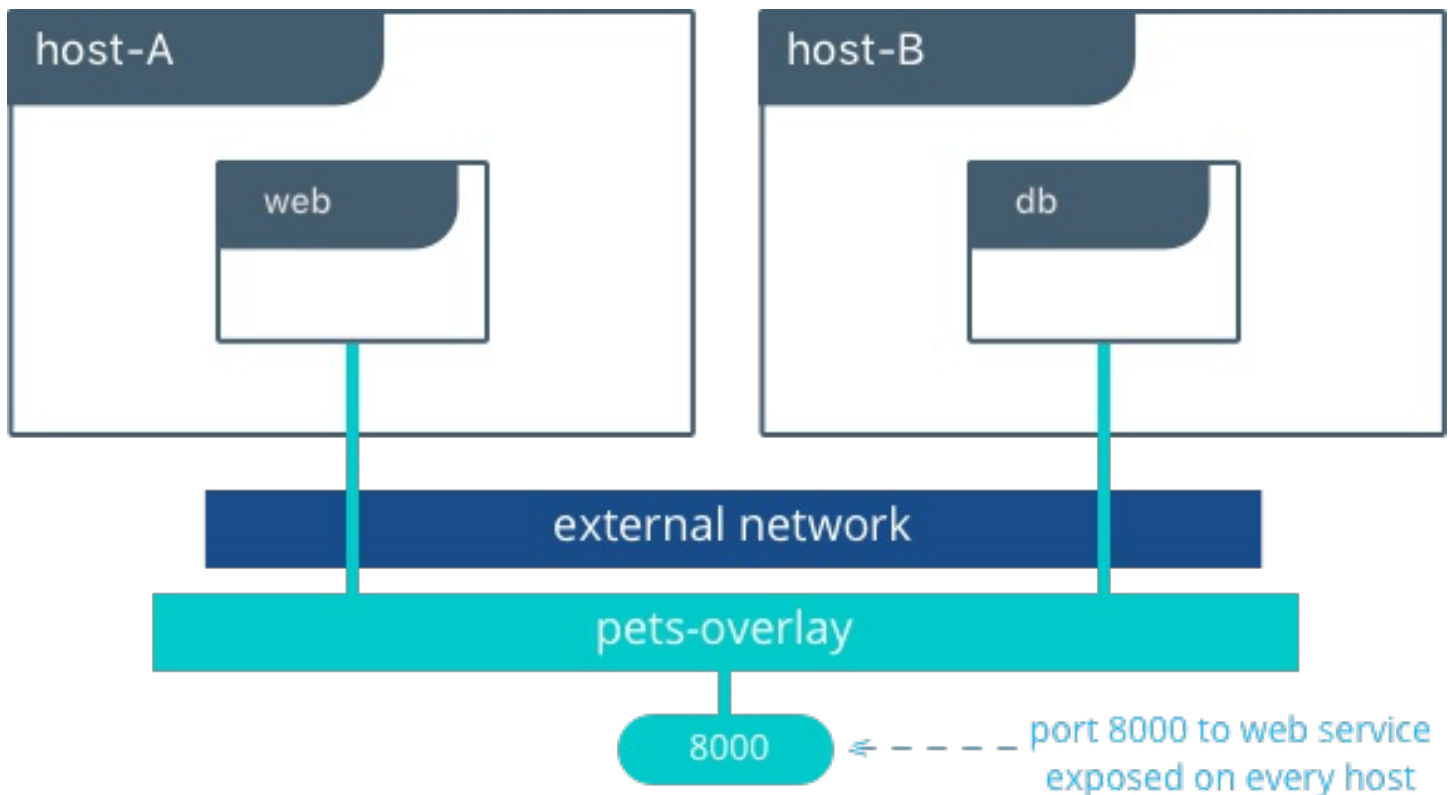 host-A
host-B
web
db
external network
pets-overlay
8000
port 8000 to web service
exposed on every host